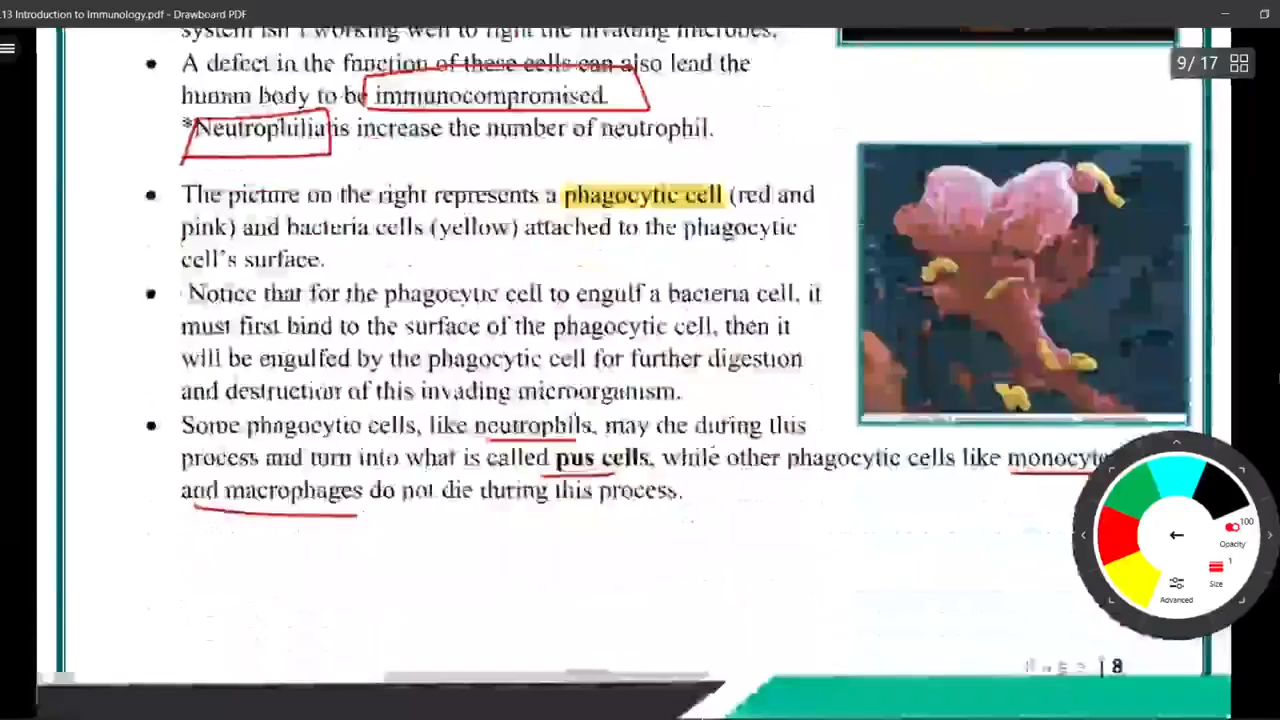 .13 Introduction to Immunology.pdf - Drawboard PDF
system isn't working well to fight the invading microbes.
9/ 17
• A defect in the function of these cells can also lead the
human body to be immunocompromised.
*Neutrophilia is increase the number of neutrophil.
• The picture on the right represents a phagocytic cell (red and
pink) and bacteria cells (yellow) attached to the phagocytic
cell's surface.
• Notice that for the phagocytic cell to engulf a bacteria cell, it
must first bind to the surface of the phagocytic cell, then it
will be engulfed by the phagocytic cell for further digestion
and destruction of this invading microorganism.
• Some phagocytic cells, like neutrophils, may die during this
process and turn into what is called pus cells, while other phagocytic cells like monocyte
and macrophages do not die during this process.
100
Opacity
1
Size
Advanced
| 8